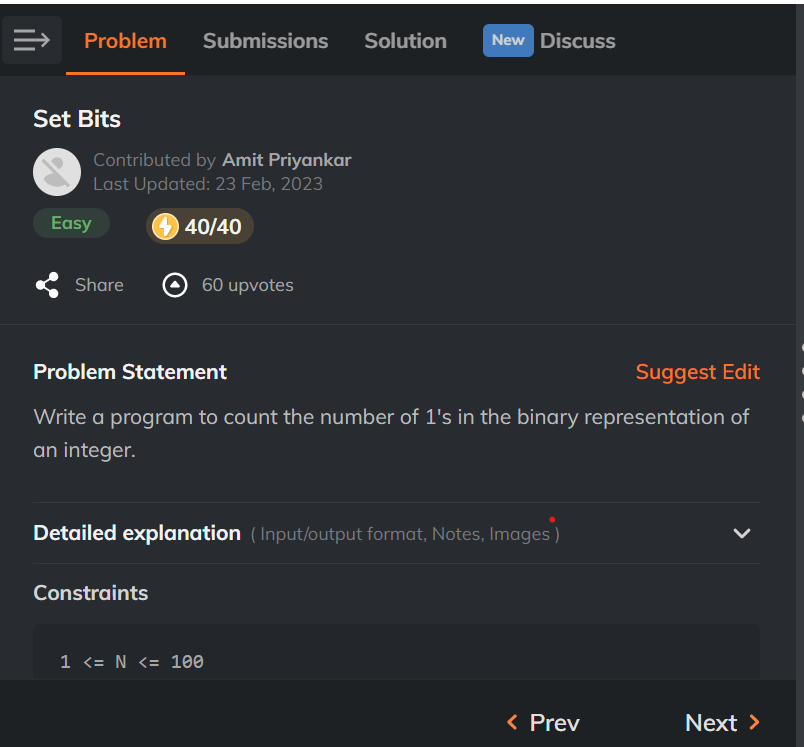 Problem Submissions Solution New Discuss
Set Bits
Contributed by Amit Priyankar
Last Updated: 23 Feb, 2023
Easy 40/40
Share 60 upvotes
Problem Statement Suggest Edit
Write a program to count the number of 1's in the binary representation of
an integer.
Detailed explanation ( Input/output format, Notes, Images )
Constraints
1 <= N <= 100
Prev Next